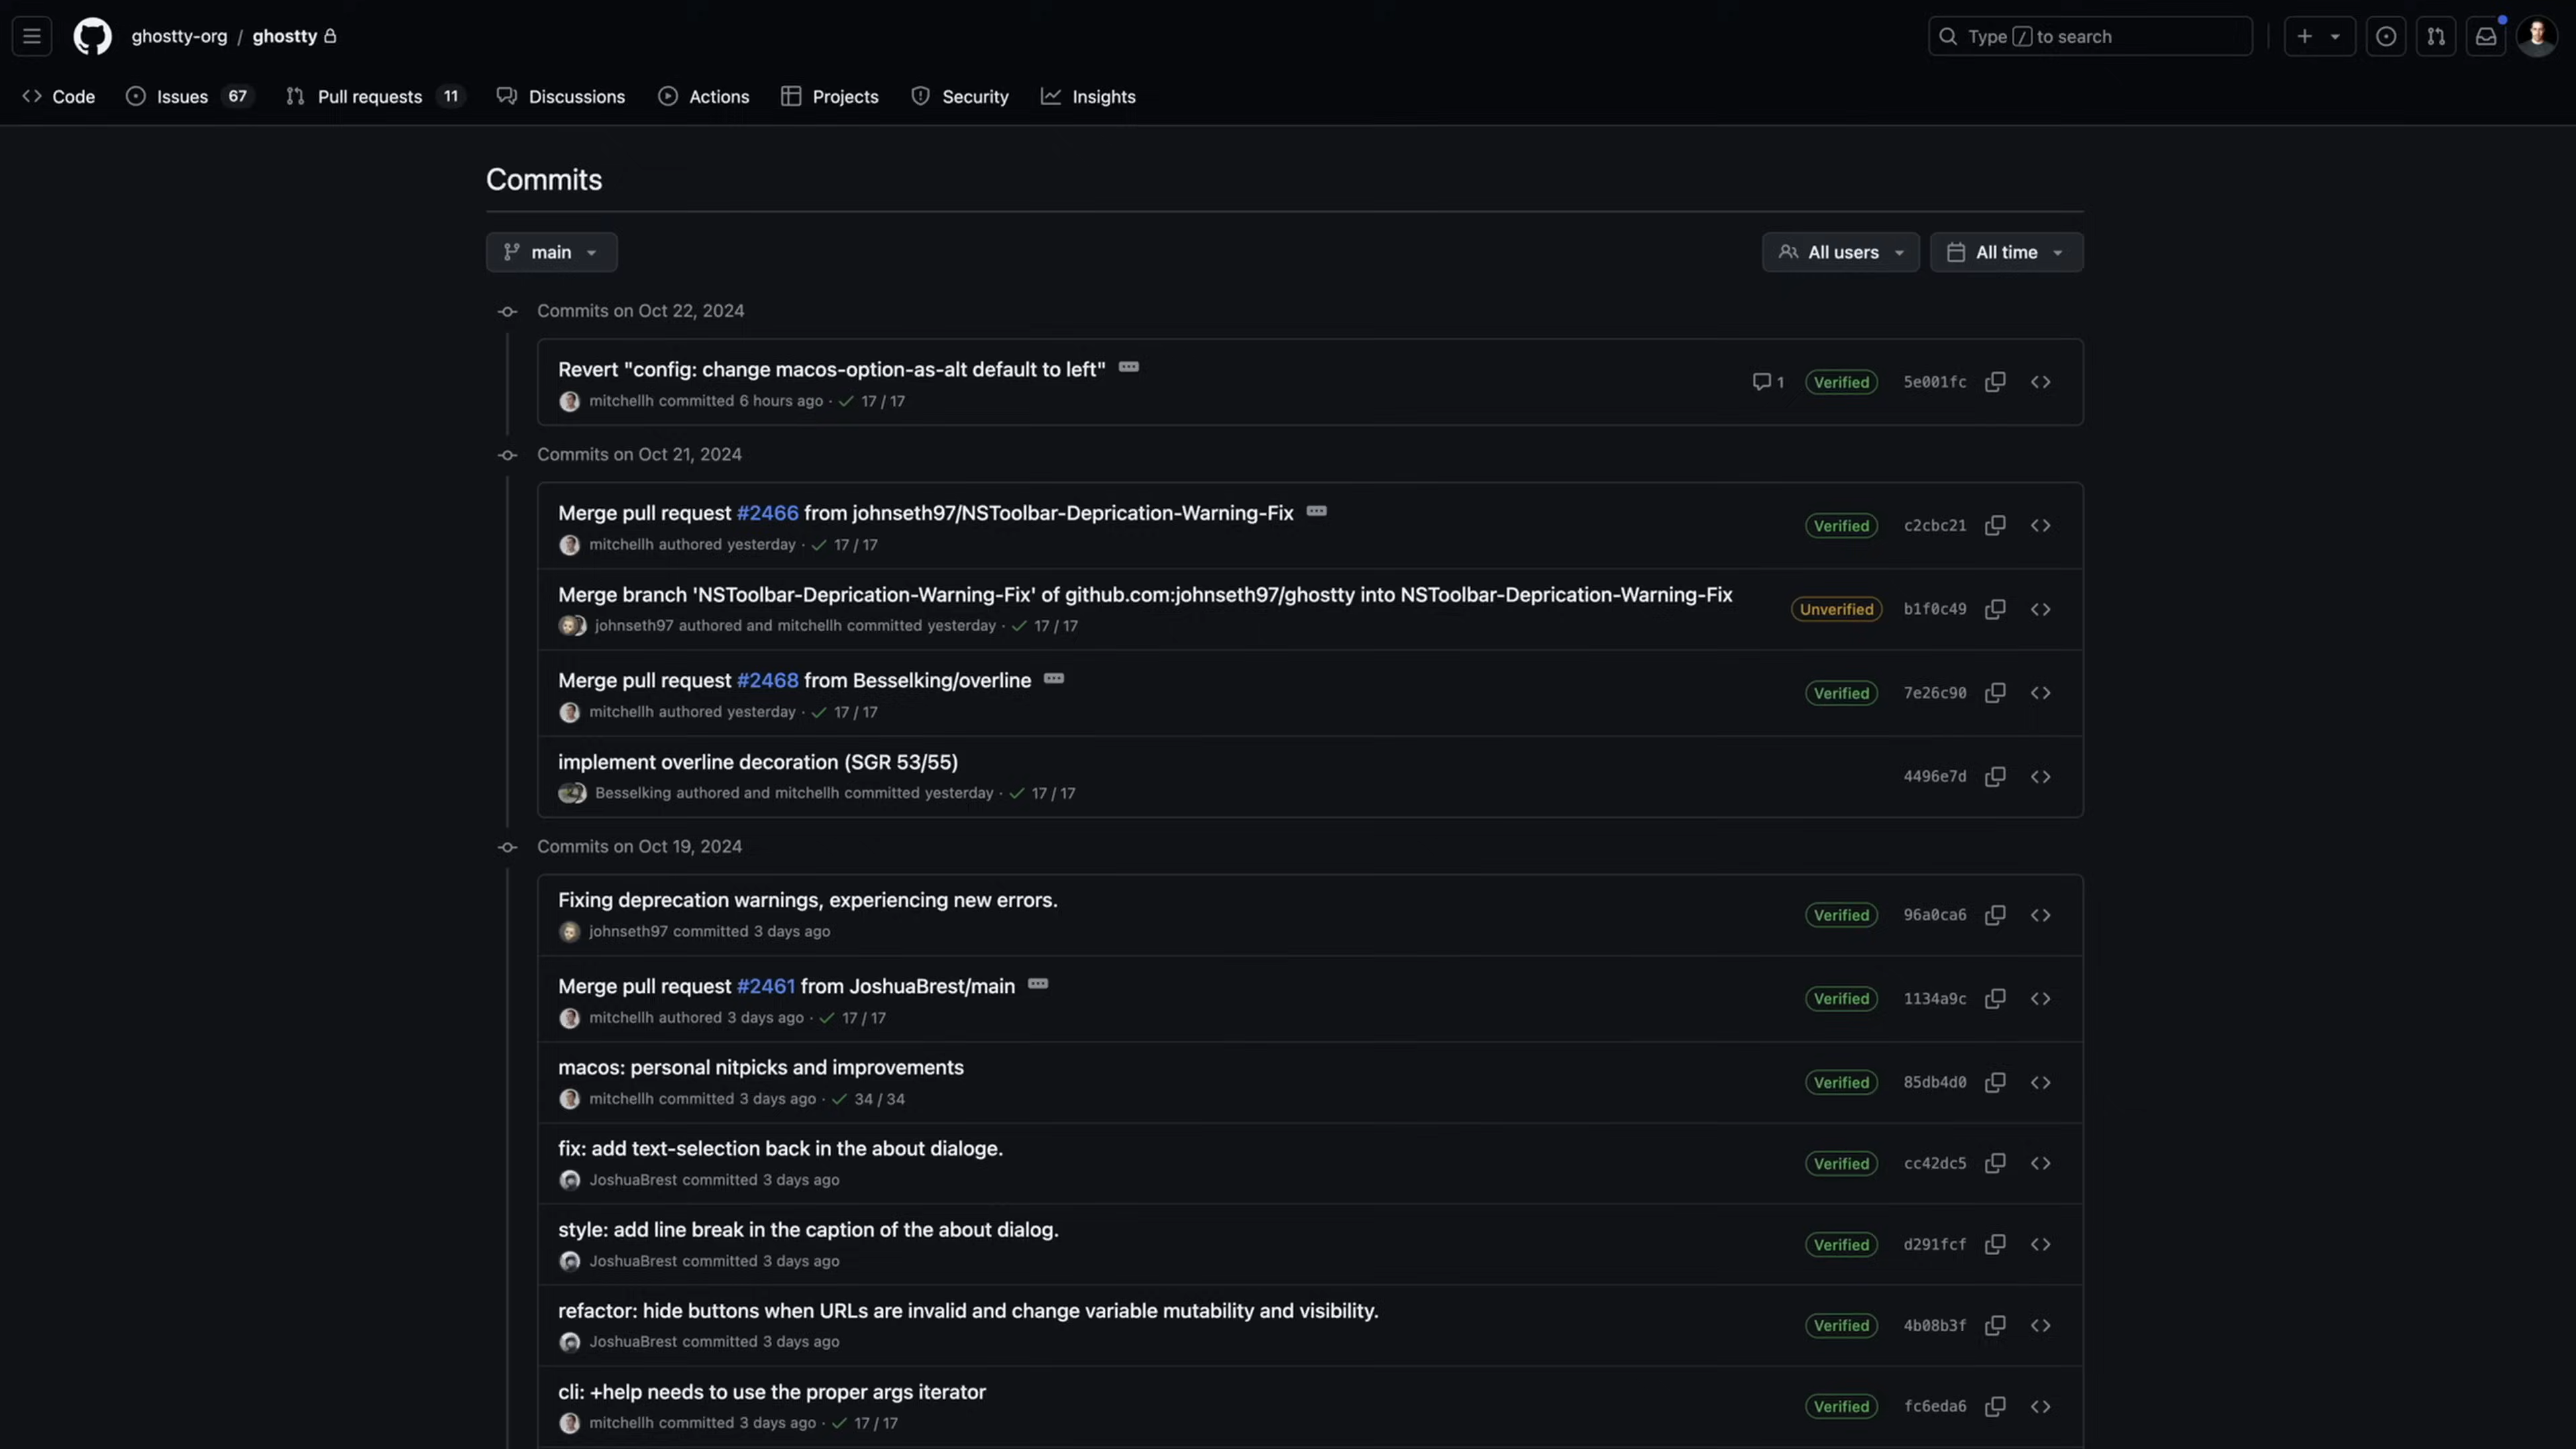 ghostty-org / ghostty
Type / to search
Code
Issues 67
Pull requests 11
Discussions
Actions
Projects
Security
Insights
Commits
main
All users
All time
Commits on Oct 22, 2024
Revert "config: change macos-option-as-alt default to left"
mitchellh committed 6 hours ago · 17 / 17
1
Verified
5e001fc
Commits on Oct 21, 2024
Merge pull request #2466 from johnseth97/NSToolbar-Deprication-Warning-Fix
mitchellh authored yesterday · 17 / 17
Verified
c2cbc21
Merge branch 'NSToolbar-Deprication-Warning-Fix' of github.com:johnseth97/ghostty into NSToolbar-Deprication-Warning-Fix
johnseth97 authored and mitchellh committed yesterday · 17 / 17
Unverified
b1f0c49
Merge pull request #2468 from Besselking/overline
mitchellh authored yesterday · 17 / 17
Verified
7e26c90
implement overline decoration (SGR 53/55)
Besselking authored and mitchellh committed yesterday · 17 / 17
4496e7d
Commits on Oct 19, 2024
Fixing deprecation warnings, experiencing new errors.
johnseth97 committed 3 days ago
Verified
96a0ca6
Merge pull request #2461 from JoshuaBrest/main
mitchellh authored 3 days ago · 17 / 17
Verified
1134a9c
macos: personal nitpicks and improvements
mitchellh committed 3 days ago · 34 / 34
Verified
85db4d0
fix: add text-selection back in the about dialoge.
JoshuaBrest committed 3 days ago
Verified
cc42dc5
style: add line break in the caption of the about dialog.
JoshuaBrest committed 3 days ago
Verified
d291fcf
refactor: hide buttons when URLs are invalid and change variable mutability and visibility.
JoshuaBrest committed 3 days ago
Verified
4b08b3f
cli: +help needs to use the proper args iterator
mitchellh committed 3 days ago · 17 / 17
Verified
fc6eda6